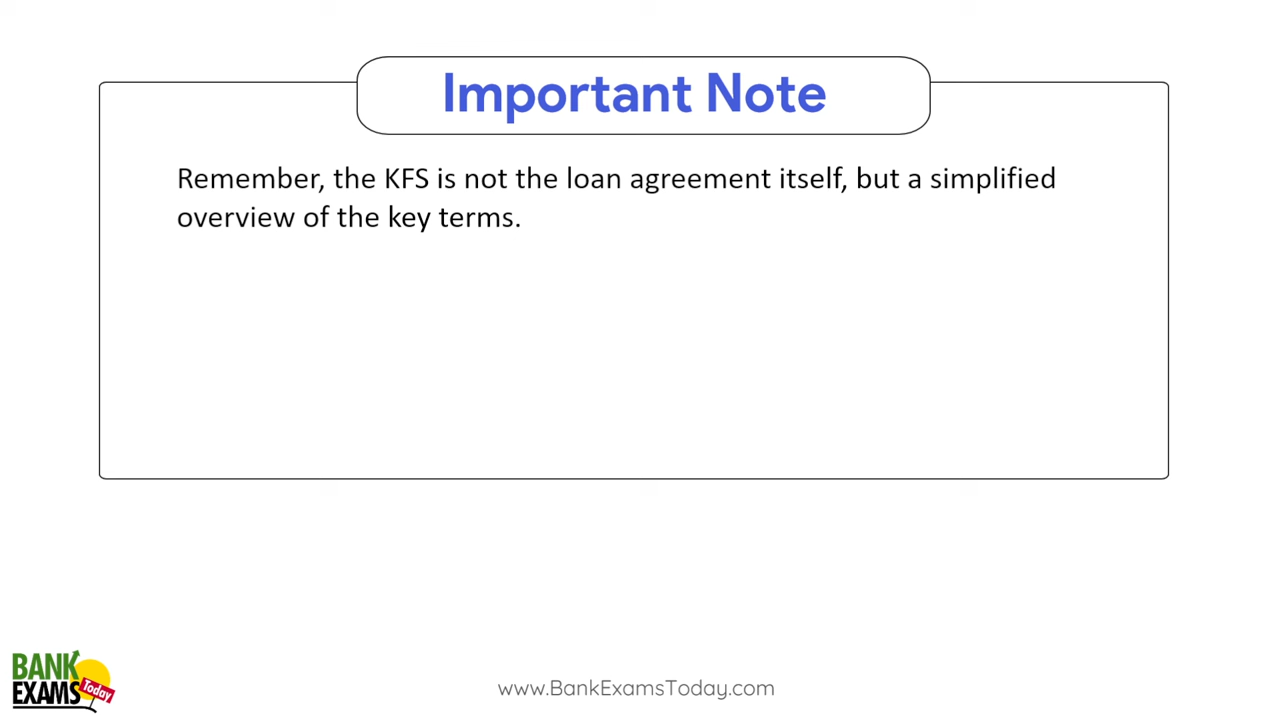 Important Note
Remember, the KFS is not the loan agreement itself, but a simplified
overview of the key terms.
BANK
EXAMS
Today
www.BankExamsToday.com